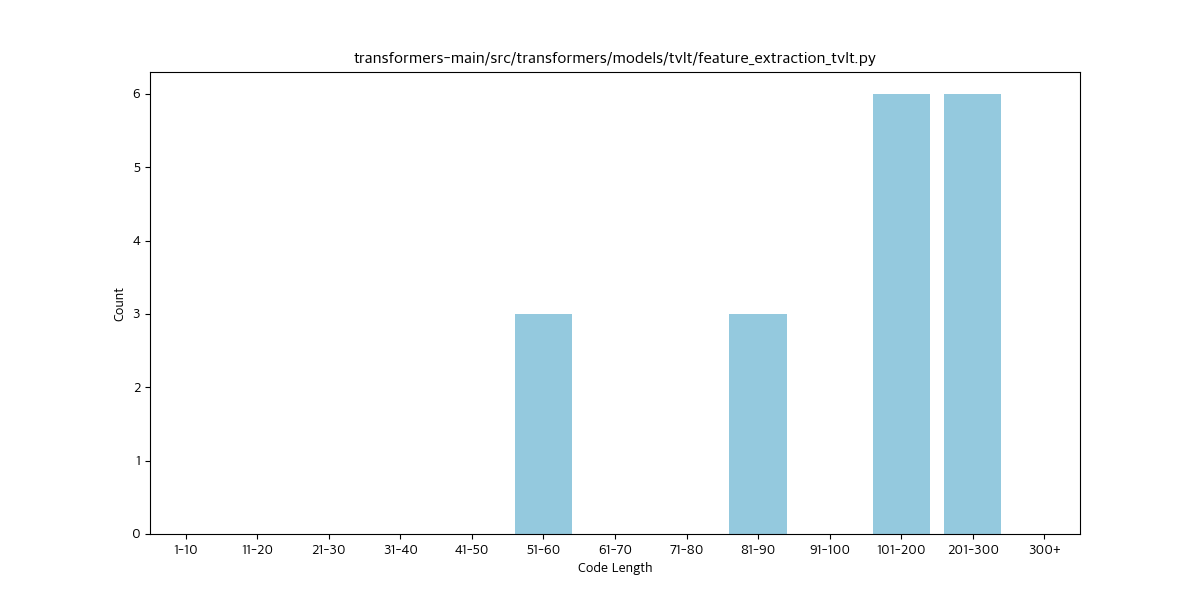 transformers-main/src/transformers/models/tvlt/feature_extraction_tvlt.py
6
5
4
3
2
1
0
Count
1-10 11-20 21-30 31-40 41-50 51-60 61-70 71-80 81-90 91-100 101-200 201-300 300+
Code Length